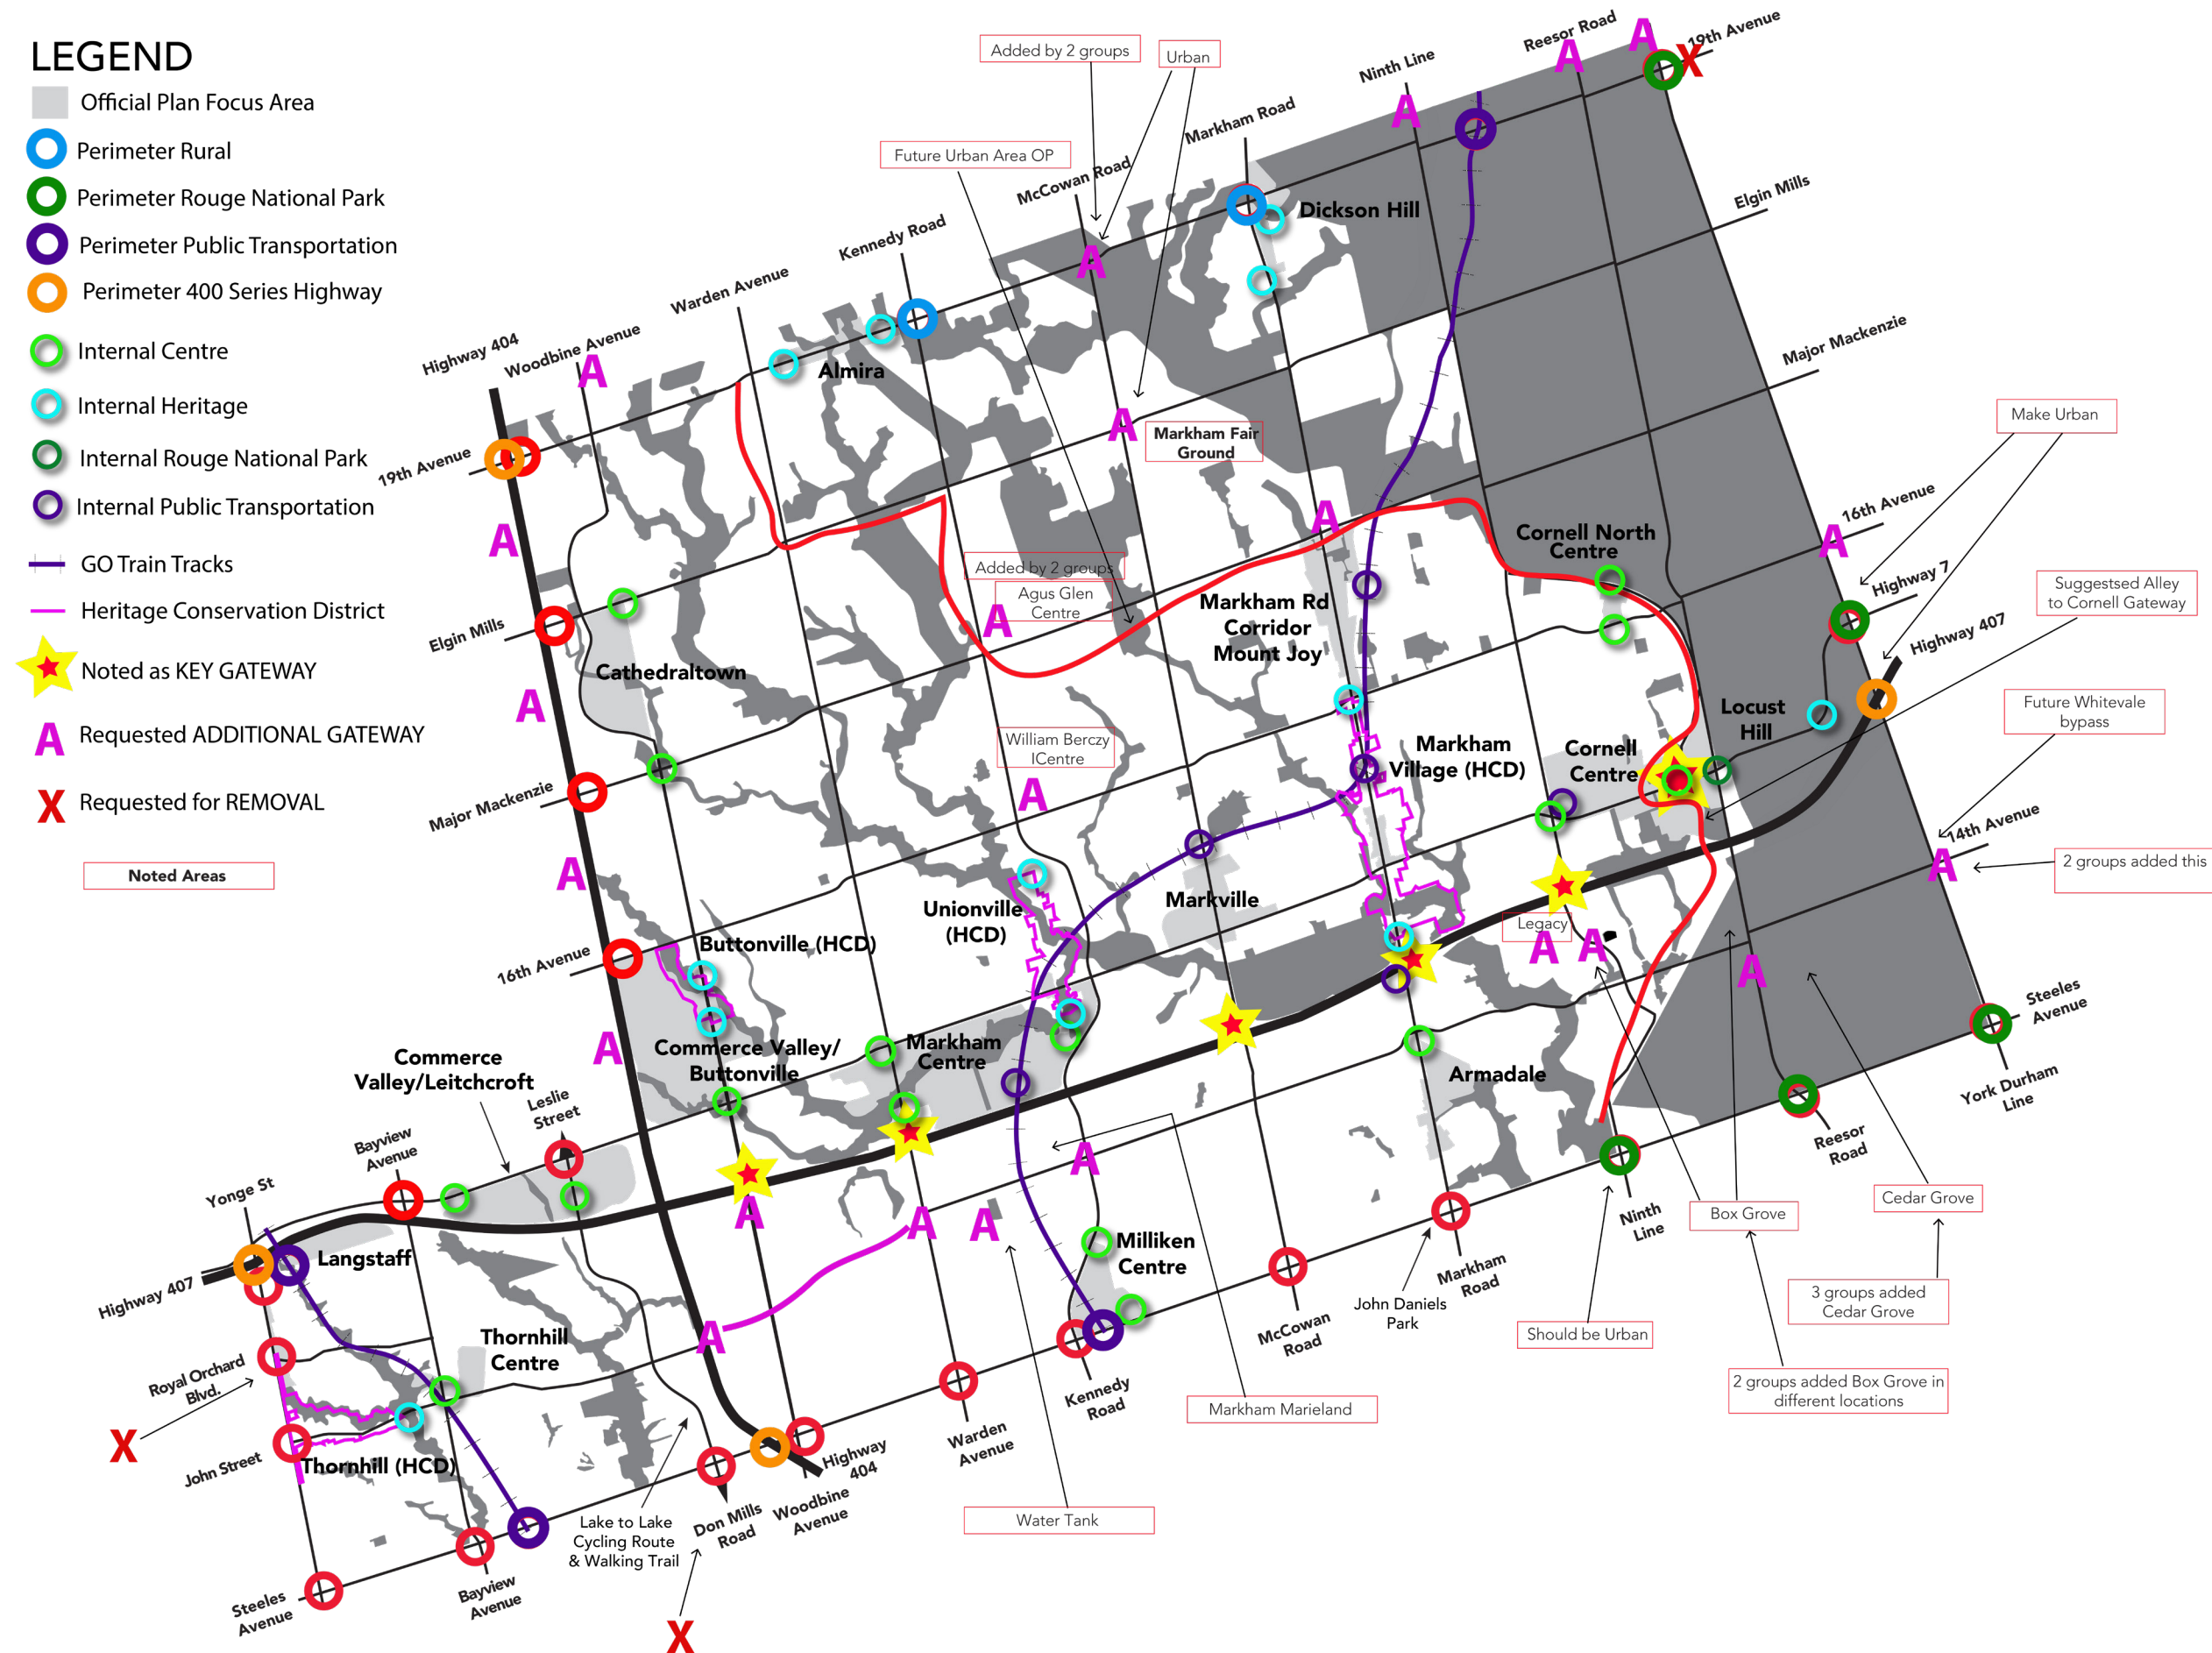 LEGEND
Official Plan Focus Area
Perimeter Rural
Perimeter Rouge National Park
Perimeter Public Transportation
Perimeter 400 Series Highway
Internal Centre
Internal Heritage
Internal Rouge National Park
Internal Public Transportation
GO Train Tracks
Heritage Conservation District
Noted as KEY GATEWAY
A Requested ADDITIONAL GATEWAY
X Requested for REMOVAL
Noted Areas
Added by 2 groups
Urban
Future Urban Area OP
Highway 404
Woodbine Avenue
A
Warden Avenue
Kennedy Road
McCowan Road
Markham Road
Ninth Line
Reesor Road
19th Avenue
A
A
A
X
A
Dickson Hill
Elgin Mills
Major Mackenzie
16th Avenue
Highway 7
Highway 407
14th Avenue
Steeles
Avenue
York Durham
Line
Make Urban
Suggestsed Alley
to Cornell Gateway
Future Whitevale
bypass
2 groups added this
A
A
Almira
A
Markham Fair
Ground
A
19th Avenue
A
Elgin Mills
A
Major Mackenzie
A
16th Avenue
A
Cathedraltown
Added by 2 groups
Agus Glen
Centre
A
Markham Rd
Corridor
Mount Joy
Cornell North
Centre
Locust
Hill
Cornell
Centre
Markham
Village (HCD)
William Berczy
ICentre
A
Markville
Unionville
(HCD)
Buttonville (HCD)
Legacy
A
A
A
Commerce Valley/
Buttonville
Markham
Centre
Armadale
Commerce
Valley/Leitchcroft
Leslie
Street
Bayview
Avenue
Yonge St
Langstaff
Highway 407
A
A
A
A
A
Milliken
Centre
Royal Orchard
Blvd.
X
John Street
Thornhill
Centre
Thornhill (HCD)
Steeles
Avenue
Bayview
Avenue
Lake to Lake
Cycling Route
& Walking Trail
X
Don Mills
Road
Woodbine
Avenue
Highway
404
Warden
Avenue
Kennedy
Road
McCowan
Road
Markham
Road
Ninth
Line
Reesor
Road
Water Tank
Markham Marieland
John Daniels
Park
Should be Urban
Box Grove
Cedar Grove
3 groups added
Cedar Grove
2 groups added Box Grove in
different locations